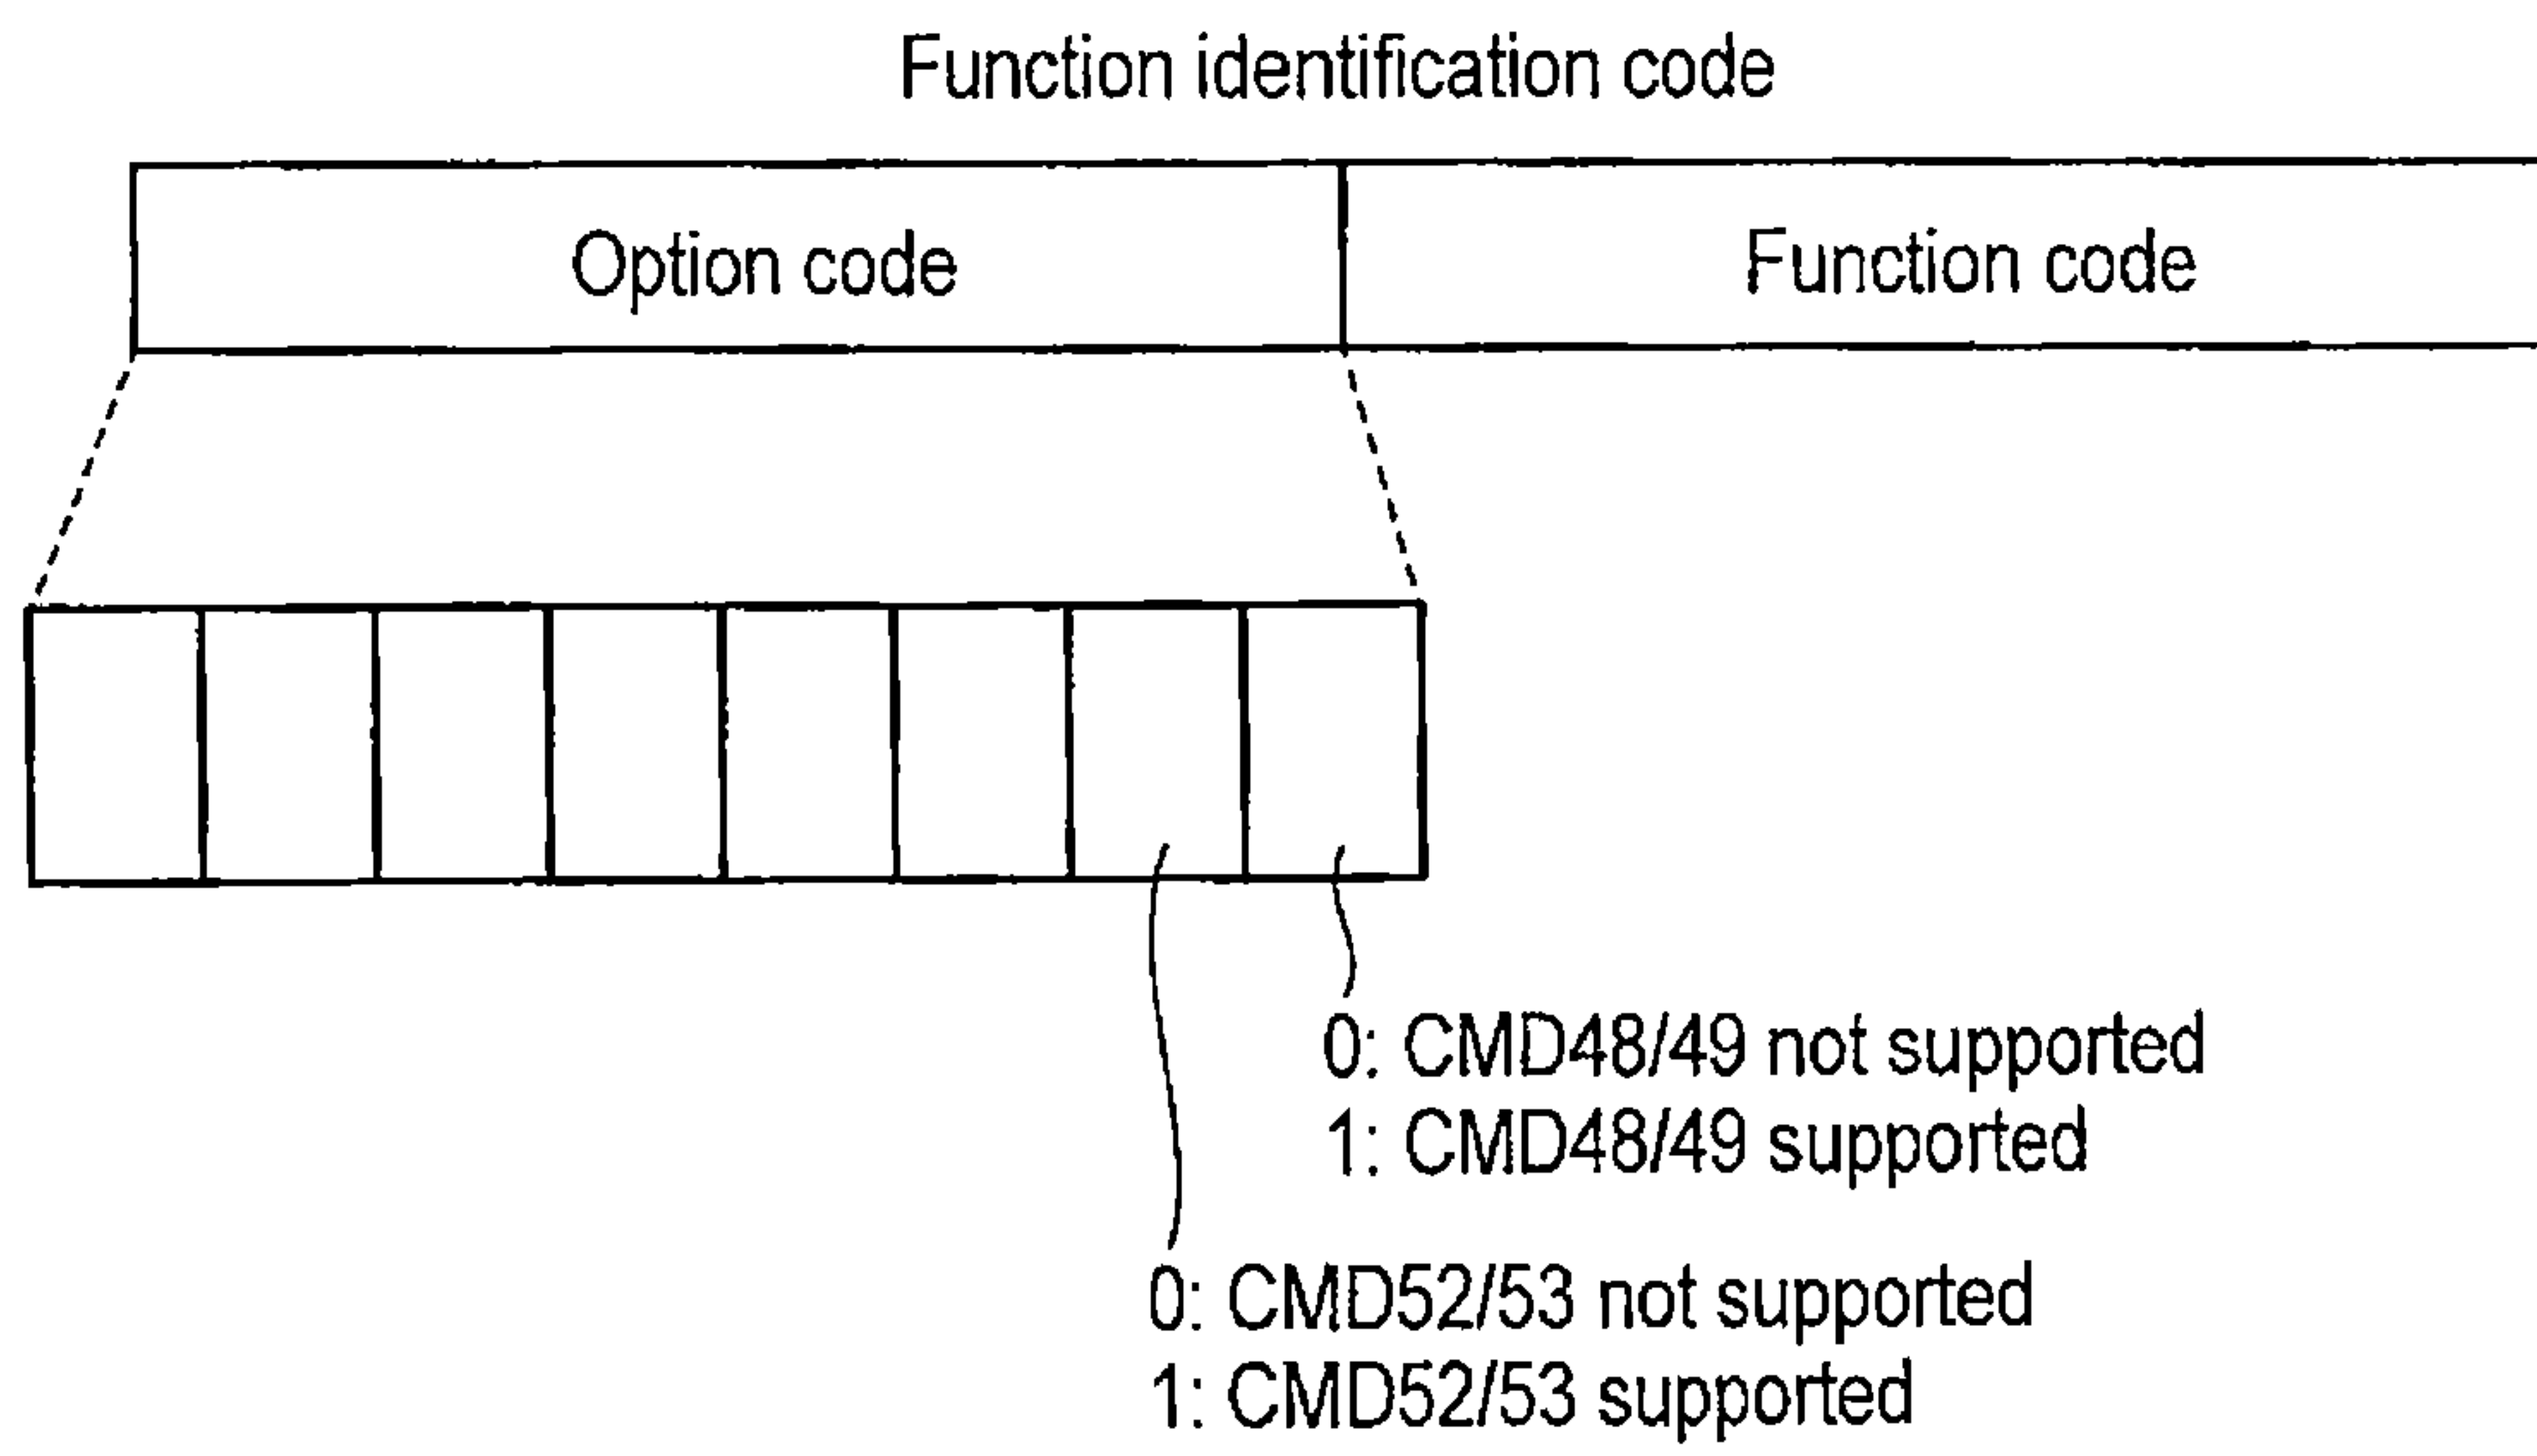 Function identification code
Option code
Function code
0: CMD48/49 not supported
1: CMD48/49 supported
0: CMD52/53 not supported
1: CMD52/53 supported